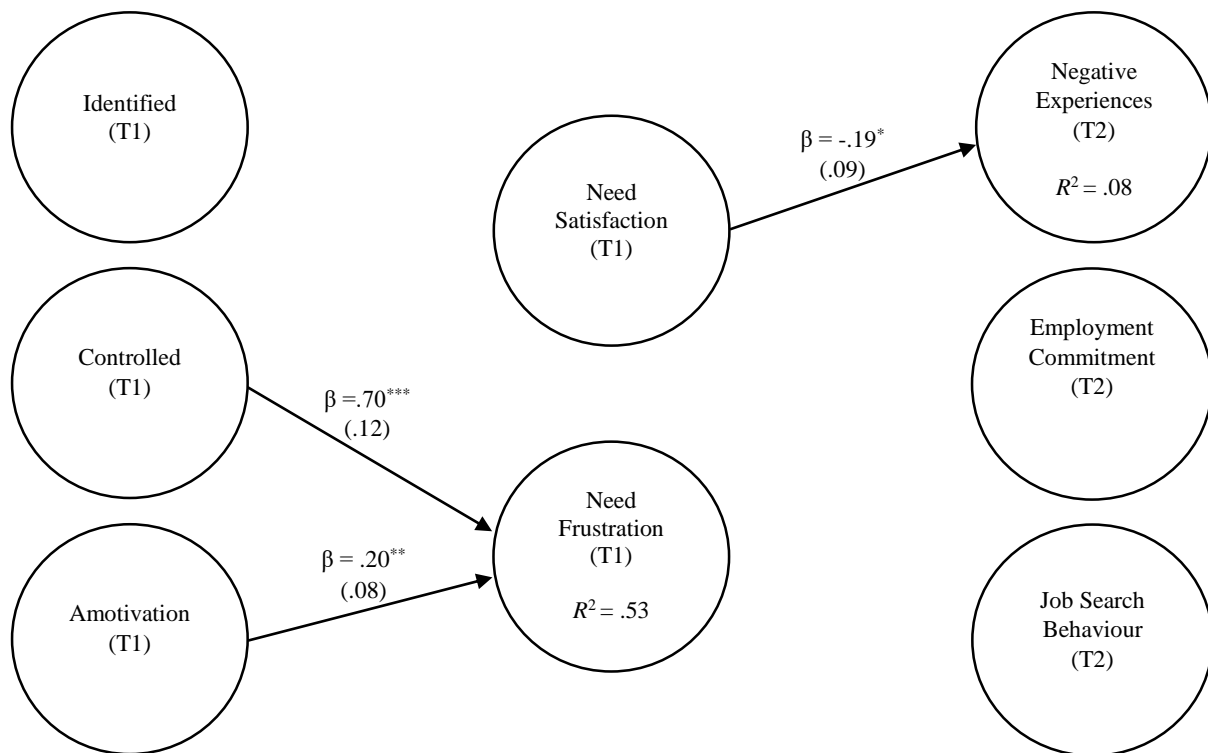 Identified
(T1)
Controlled
(T1)
Amotivation
(T1)
β =.70***
(.12)
β = .20**
(.08)
Need
Satisfaction
(T1)
Need
Frustration
(T1)
R² = .53
β = -.19*
(.09)
Negative
Experiences
(T2)
R² = .08
Employment
Commitment
(T2)
Job Search
Behaviour
(T2)